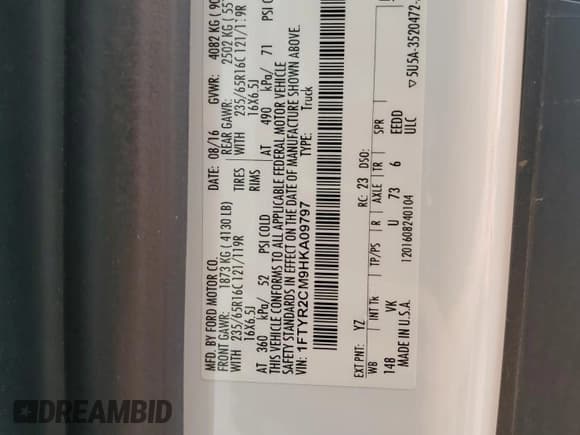 MFD. BY FORD MOTOR CO.
DATE: 08/16 GVWR: 4082 KG
FRONT GAWR: 1873 KG ( 4130 LB) REAR GAWR: 2502 KG
WITH 235/65R16C 121/119R TIRES WITH 235/65R16C 121/119R
16X6.5J RIMS 16X6.5J
AT 360 kPa/ 52 PSI COLD AT 490 kPa/ 71 PSI
THIS VEHICLE CONFORMS TO ALL APPLICABLE FEDERAL MOTOR VEHICLE
SAFETY STANDARDS IN EFFECT ON THE DATE OF MANUFACTURE SHOWN ABOVE.
VIN: 1FTYR2CM9HKA09797
TYPE: Truck
EXT PNT: YZ RC: 23 DSO:
WB INT TR TP/PS R AXLE TR SPR
148 VK U 73 6 EEDD
MADE IN U.S.A. 1201608240104 ULC
▽5U5A-3520472-
DREAMBID